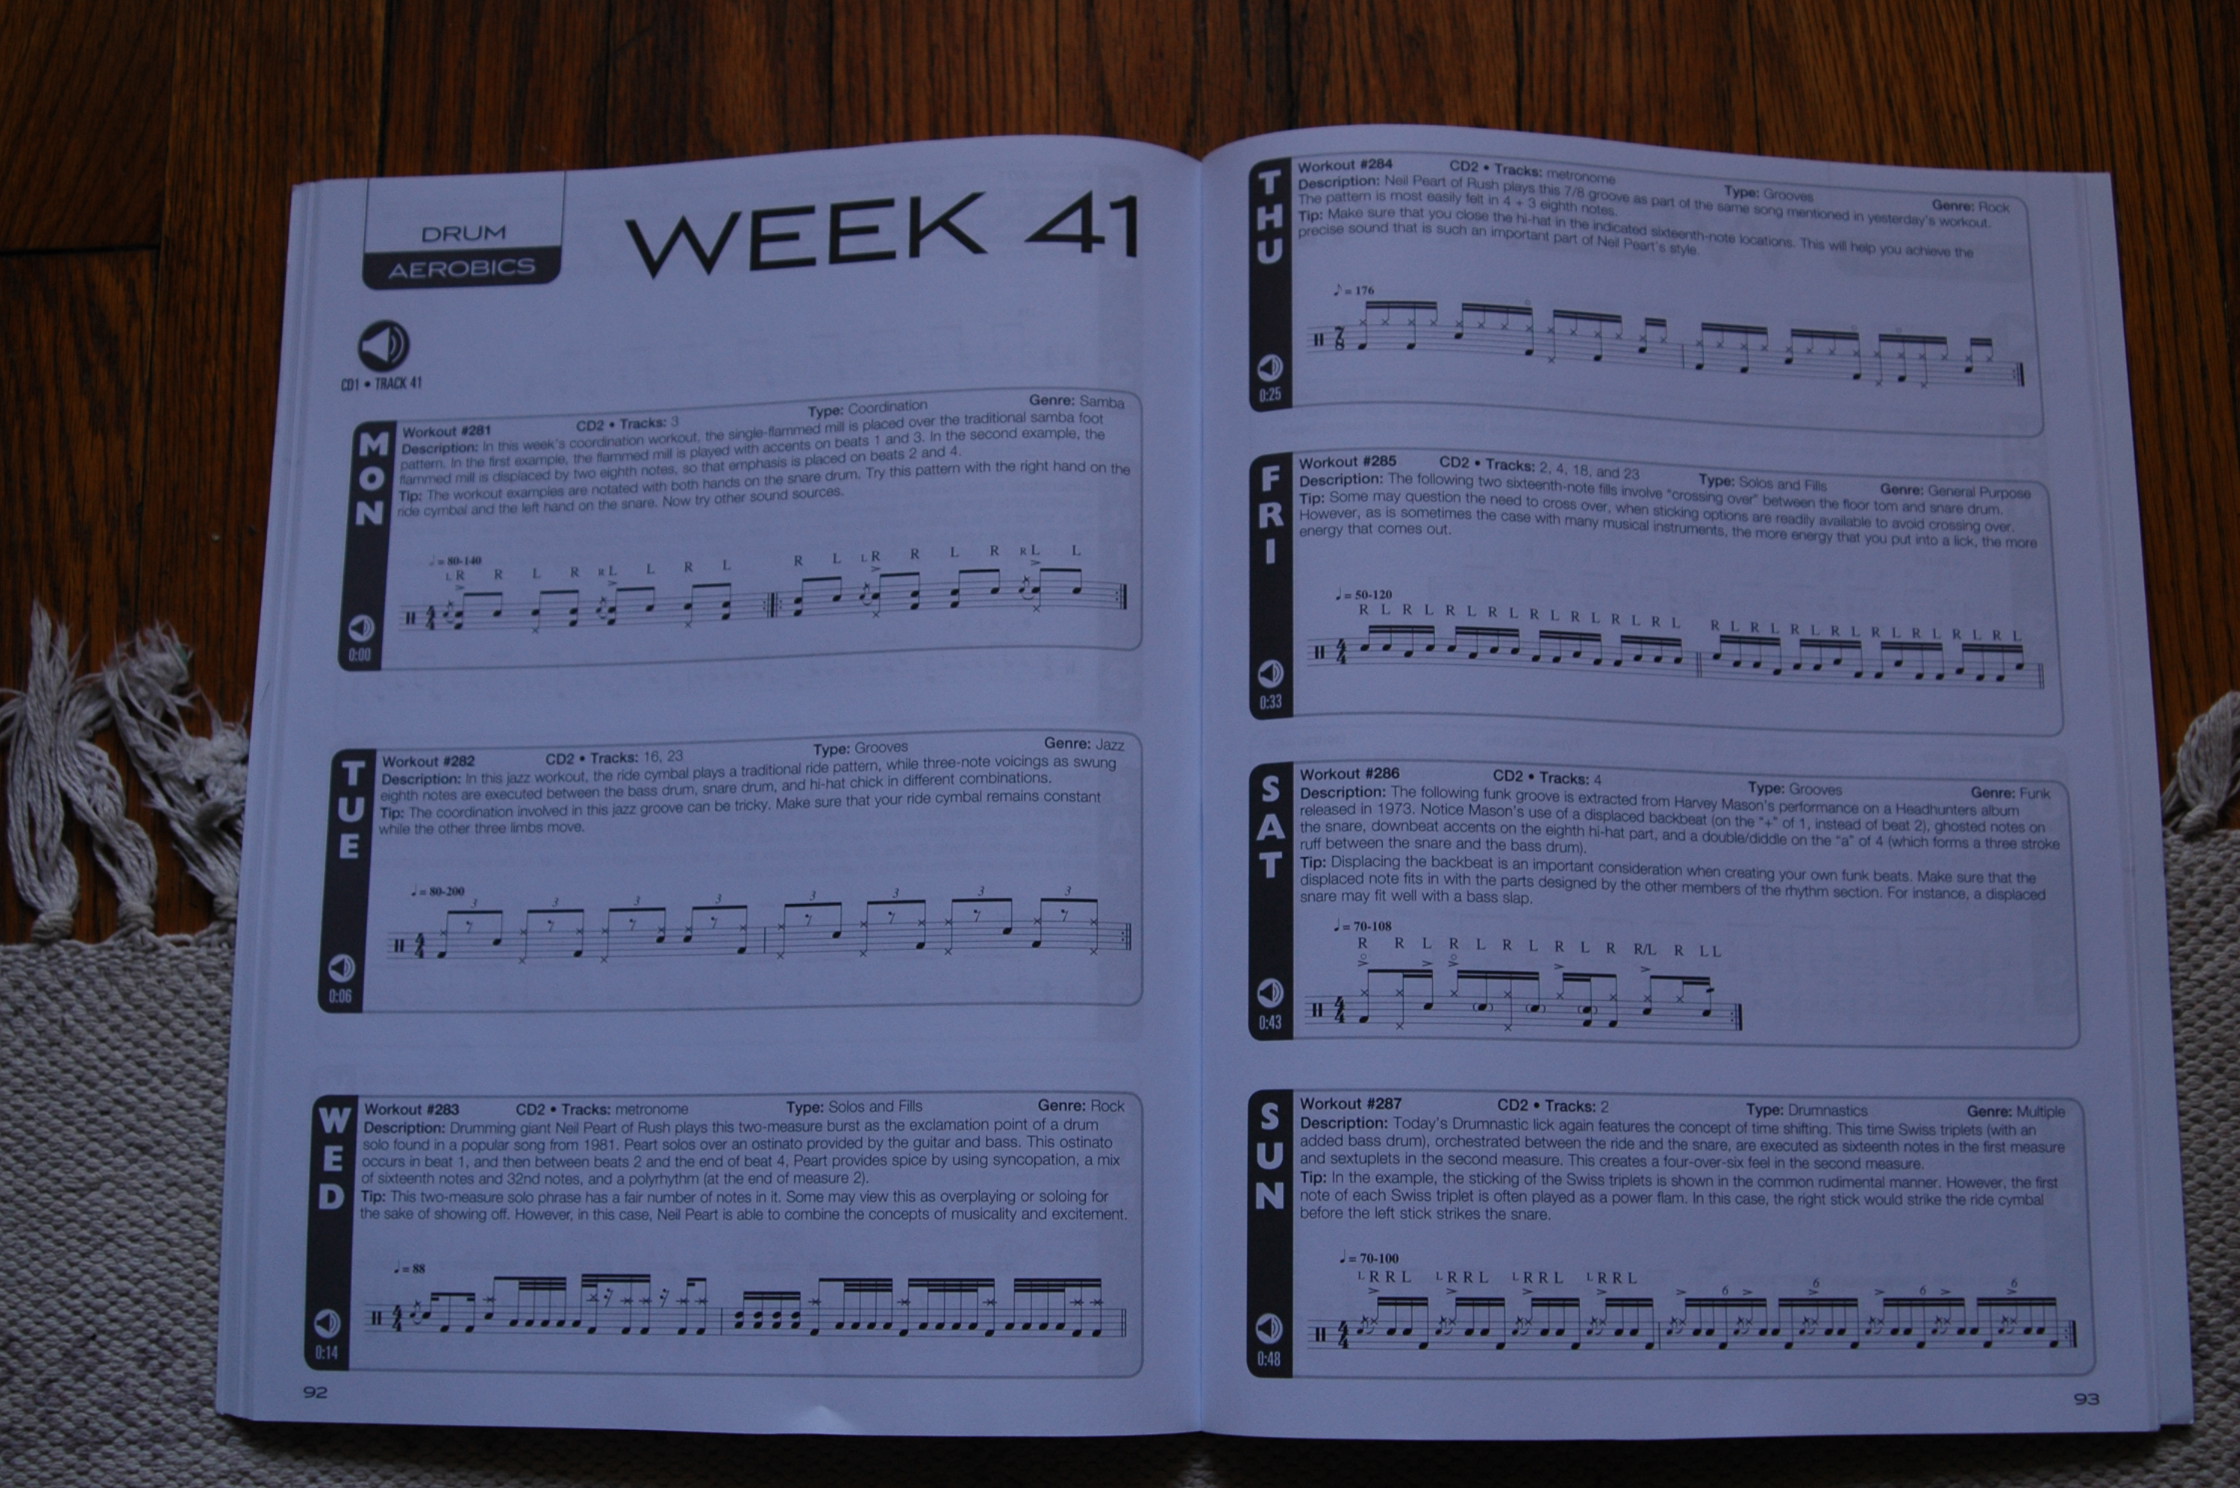 DRUM
AEROBICS
WEEK 41
CD1 • TRACK 41
MON
0:00
Workout #281 CD2 • Tracks: 3 Type: Coordination Genre: Samba
Description: In this week's coordination workout, the single-flammed mill is placed over the traditional samba foot
pattern. In the first example, the flammed mill is played with accents on beats 1 and 3. In the second example, the
flammed mill is displaced by two eighth notes, so that emphasis is placed on beats 2 and 4.
Tip: The workout examples are notated with both hands on the snare drum. Try this pattern with the right hand on the
ride cymbal and the left hand on the snare. Now try other sound sources.
♩ = 80-140
L R R L R R L L R L R L L R R L R R L L
TUE
0:06
Workout #282 CD2 • Tracks: 16, 23 Type: Grooves Genre: Jazz
Description: In this jazz workout, the ride cymbal plays a traditional ride pattern, while three-note voicings as swung
eighth notes are executed between the bass drum, snare drum, and hi-hat chick in different combinations.
Tip: The coordination involved in this jazz groove can be tricky. Make sure that your ride cymbal remains constant
while the other three limbs move.
♩ = 80-200
3 3 3 3 3 3 3 3
WED
0:14
Workout #283 CD2 • Tracks: metronome Type: Solos and Fills Genre: Rock
Description: Drumming giant Neil Peart of Rush plays this two-measure burst as the exclamation point of a drum
solo found in a popular song from 1981. Peart solos over an ostinato provided by the guitar and bass. This ostinato
occurs in beat 1, and then between beats 2 and the end of beat 4. Peart provides spice by using syncopation, a mix
of sixteenth notes and 32nd notes, and a polyrhythm (at the end of measure 2).
Tip: This two-measure solo phrase has a fair number of notes in it. Some may view this as overplaying or soloing for
the sake of showing off. However, in this case, Neil Peart is able to combine the concepts of musicality and excitement.
♩ = 88
92
THU
0:25
Workout #284 CD2 • Tracks: metronome Type: Grooves Genre: Rock
Description: Neil Peart of Rush plays this 7/8 groove as part of the same song mentioned in yesterday's workout.
The pattern is most easily felt in 4 + 3 eighth notes.
Tip: Make sure that you close the hi-hat in the indicated sixteenth-note locations. This will help you achieve the
precise sound that is such an important part of Neil Peart's style.
♪ = 176
7
8
FRI
0:33
Workout #285 CD2 • Tracks: 2, 4, 18, and 23 Type: Solos and Fills Genre: General Purpose
Description: The following two sixteenth-note fills involve "crossing over" between the floor tom and snare drum.
Tip: Some may question the need to cross over, when sticking options are readily available to avoid crossing over.
However, as is sometimes the case with many musical instruments, the more energy that you put into a lick, the more
energy that comes out.
♩ = 50-120
R L R L R L R L R L R L R L R L R L R L R L R L R L R L R L R L
4
4
SAT
0:43
Workout #286 CD2 • Tracks: 4 Type: Grooves Genre: Funk
Description: The following funk groove is extracted from Harvey Mason's performance on a Headhunters album
released in 1973. Notice Mason's use of a displaced backbeat (on the "+" of 1, instead of beat 2), ghosted notes on
the snare, downbeat accents on the eighth hi-hat part, and a double/diddle on the "a" of 4 (which forms a three stroke
ruff between the snare and the bass drum).
Tip: Displacing the backbeat is an important consideration when creating your own funk beats. Make sure that the
displaced note fits in with the parts designed by the other members of the rhythm section. For instance, a displaced
snare may fit well with a bass slap.
♩ = 70-108
R R L R L R L R L R R/L R LL
4
4
SUN
0:48
Workout #287 CD2 • Tracks: 2 Type: Drumnastics Genre: Multiple
Description: Today's Drumnastic lick again features the concept of time shifting. This time Swiss triplets (with an
added bass drum), orchestrated between the ride and the snare, are executed as sixteenth notes in the first measure
and sextuplets in the second measure. This creates a four-over-six feel in the second measure.
Tip: In the example, the sticking of the Swiss triplets is shown in the common rudimental manner. However, the first
note of each Swiss triplet is often played as a power flam. In this case, the right stick would strike the ride cymbal
before the left stick strikes the snare.
♩ = 70-100
L R R L L R R L L R R L L R R L 6 6 6 6
4
4
93